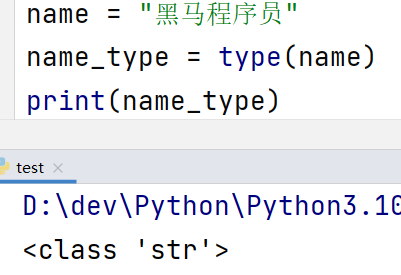 name = "黑马程序员"
name_type = type(name)
print(name_type)
test ×
D:\dev\Python\Python3.10
<class 'str'>